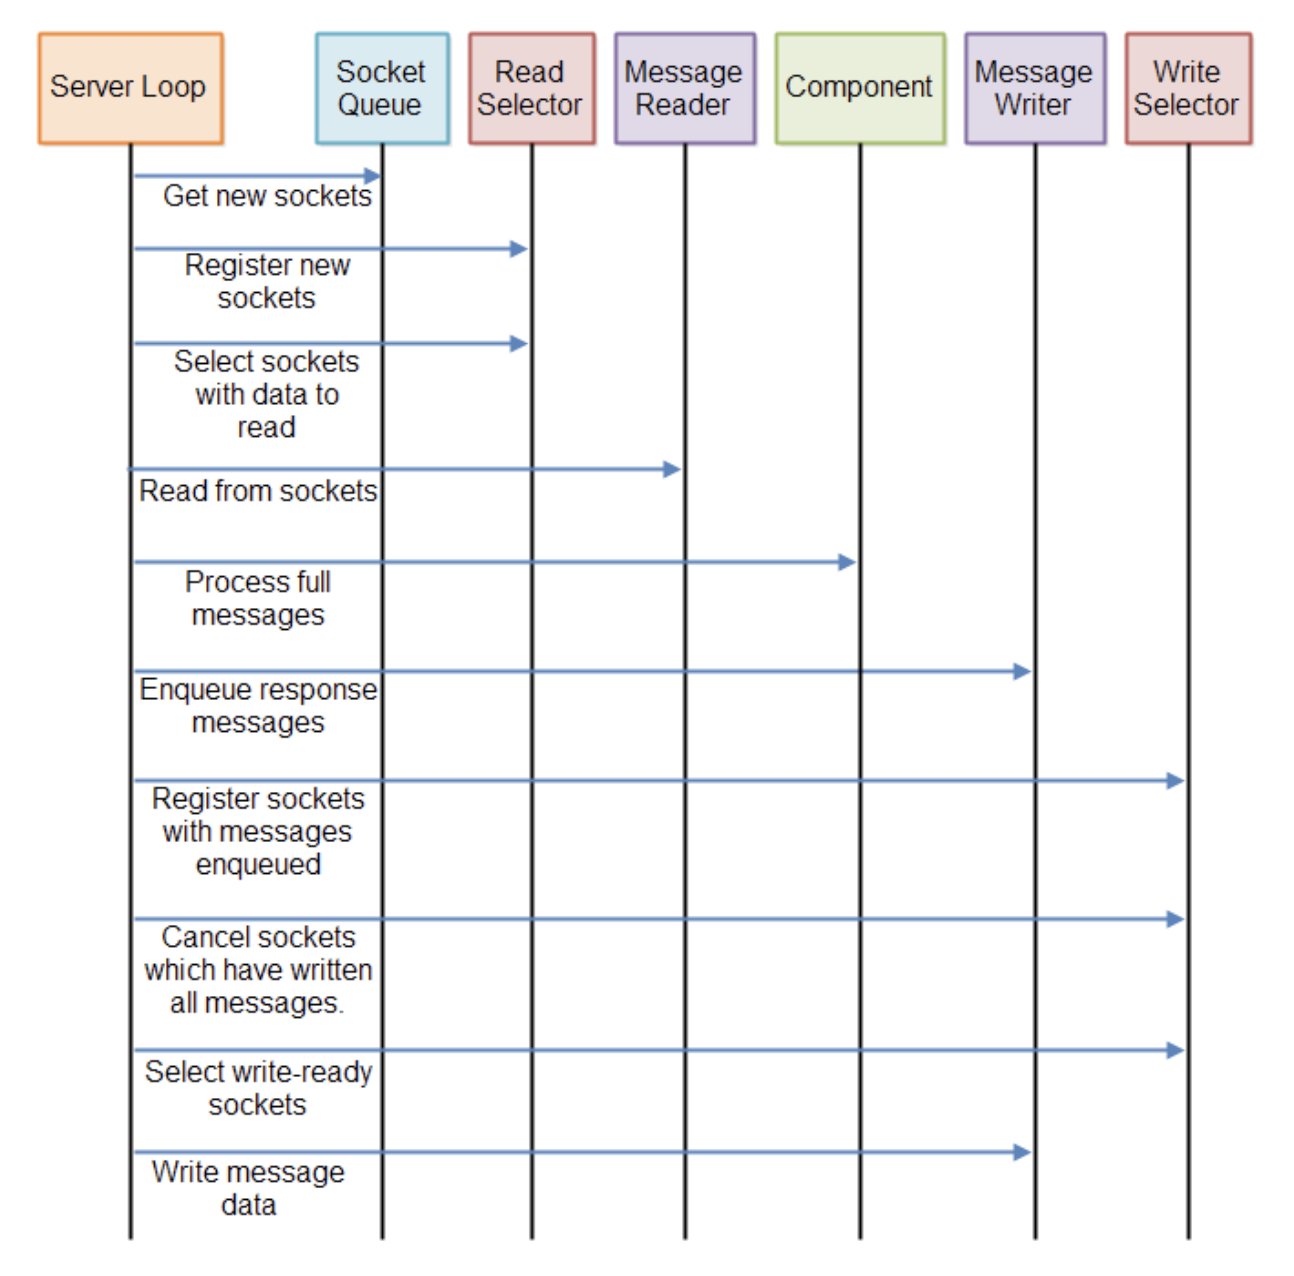 Server Loop
Socket
Queue
Read
Selector
Message
Reader
Component
Message
Writer
Write
Selector
Get new sockets
Register new
sockets
Select sockets
with data to
read
Read from sockets
Process full
messages
Enqueue response
messages
Register sockets
with messages
enqueued
Cancel sockets
which have written
all messages.
Select write-ready
sockets
Write message
data